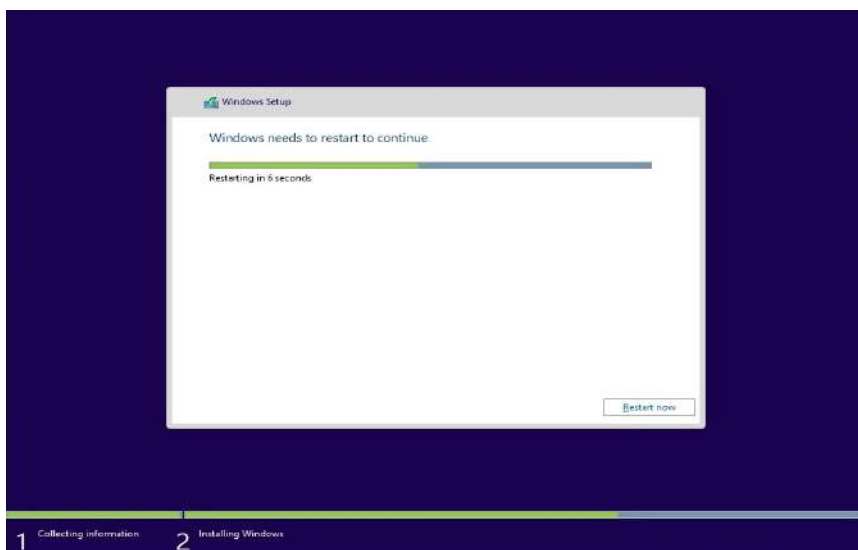 Windows Setup
Windows needs to restart to continue
Restarting in 6 seconds
Restart now
1 Collecting information
2 Installing Windows